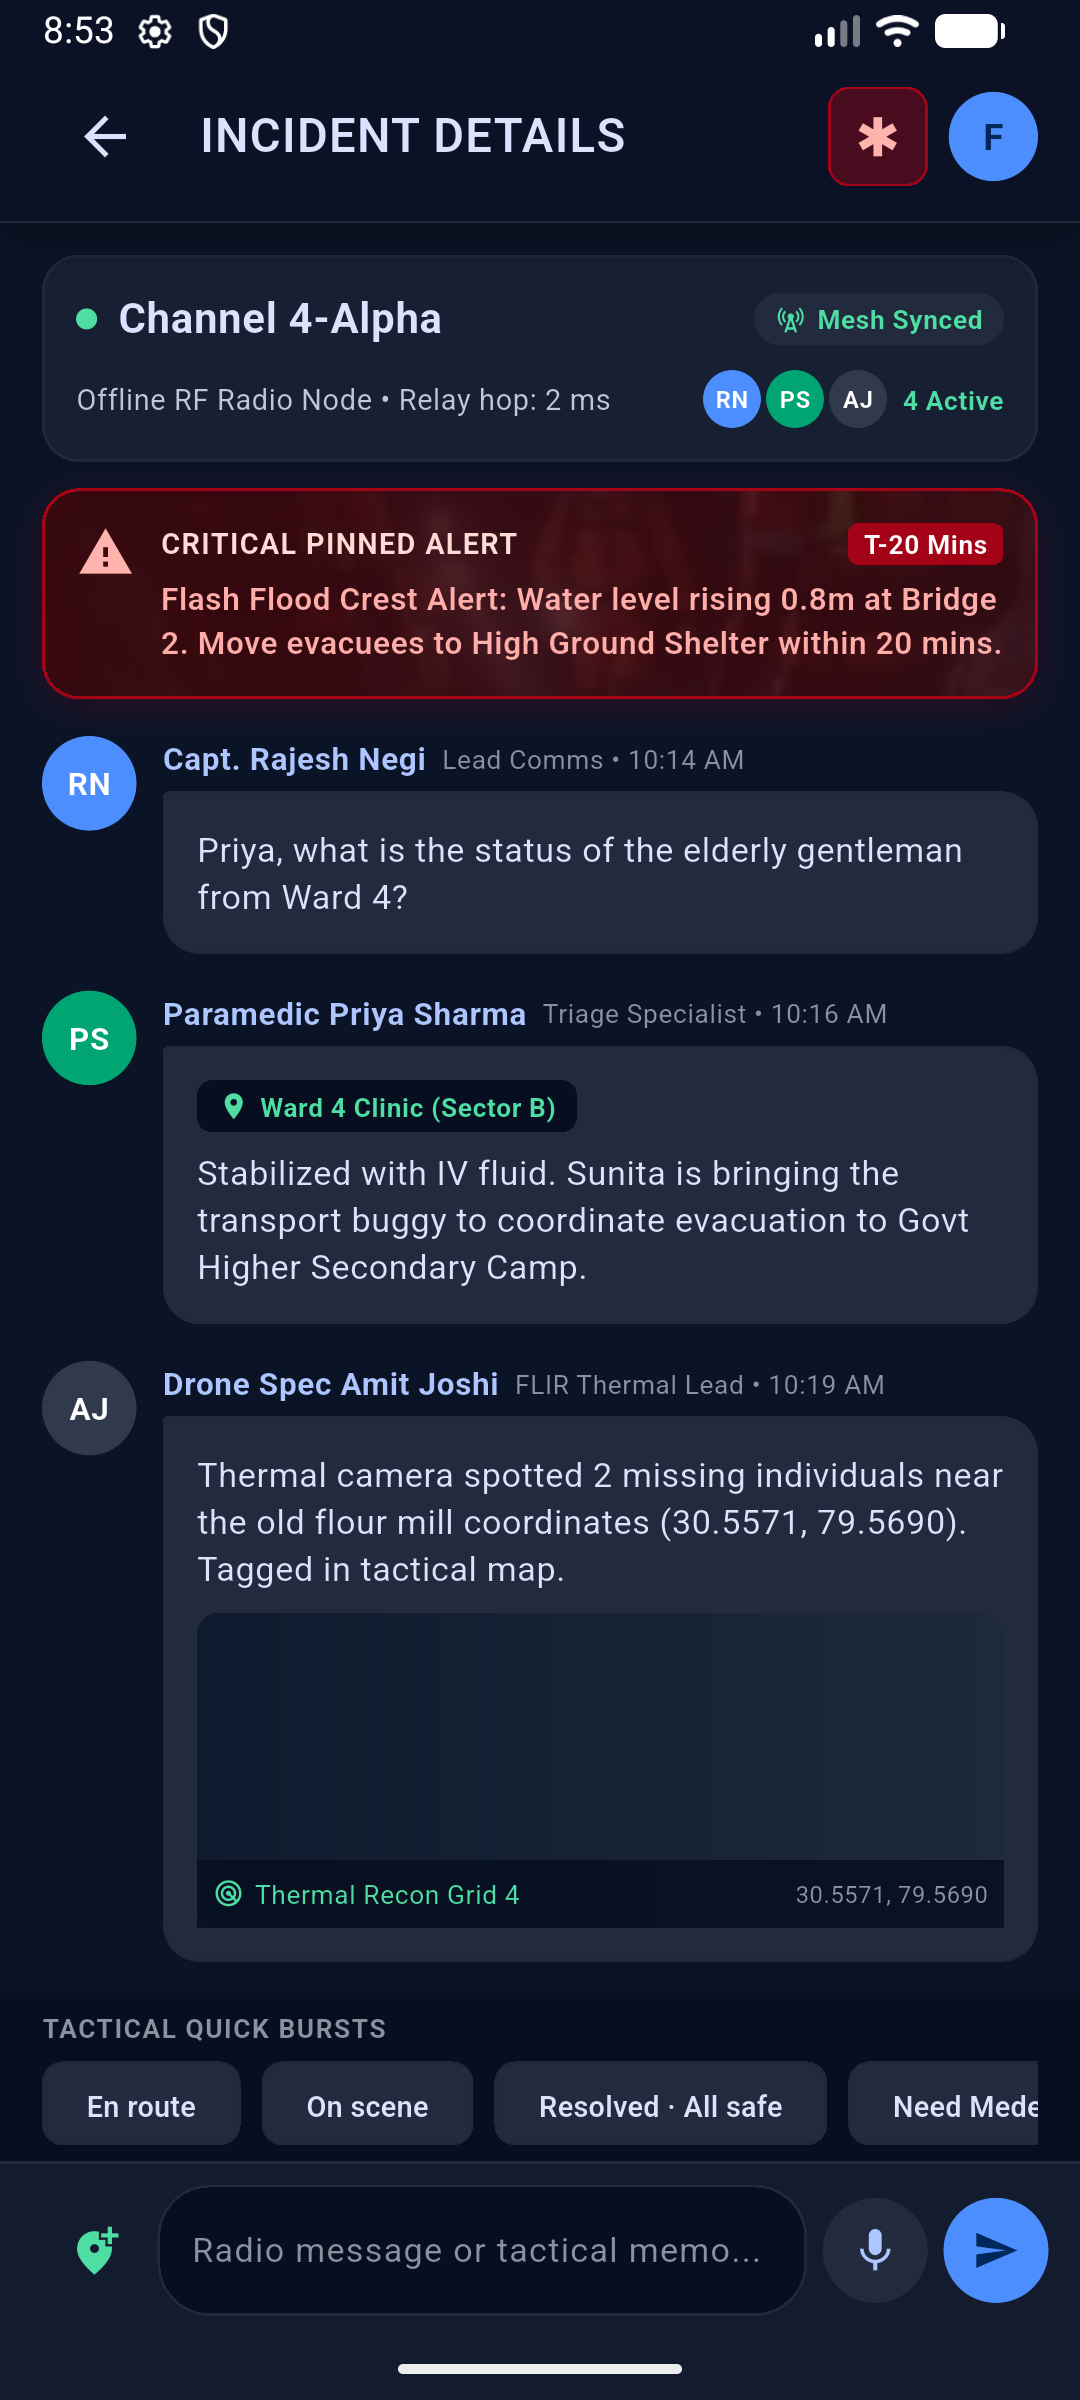 8:53
INCIDENT DETAILS
F
Channel 4-Alpha
Mesh Synced
Offline RF Radio Node • Relay hop: 2 ms
RN PS AJ 4 Active
CRITICAL PINNED ALERT
T-20 Mins
Flash Flood Crest Alert: Water level rising 0.8m at Bridge
2. Move evacuees to High Ground Shelter within 20 mins.
RN
Capt. Rajesh Negi Lead Comms • 10:14 AM
Priya, what is the status of the elderly gentleman
from Ward 4?
PS
Paramedic Priya Sharma Triage Specialist • 10:16 AM
Ward 4 Clinic (Sector B)
Stabilized with IV fluid. Sunita is bringing the
transport buggy to coordinate evacuation to Govt
Higher Secondary Camp.
AJ
Drone Spec Amit Joshi FLIR Thermal Lead • 10:19 AM
Thermal camera spotted 2 missing individuals near
the old flour mill coordinates (30.5571, 79.5690).
Tagged in tactical map.
Thermal Recon Grid 4
30.5571, 79.5690
TACTICAL QUICK BURSTS
En route
On scene
Resolved · All safe
Need Mede
Radio message or tactical memo...